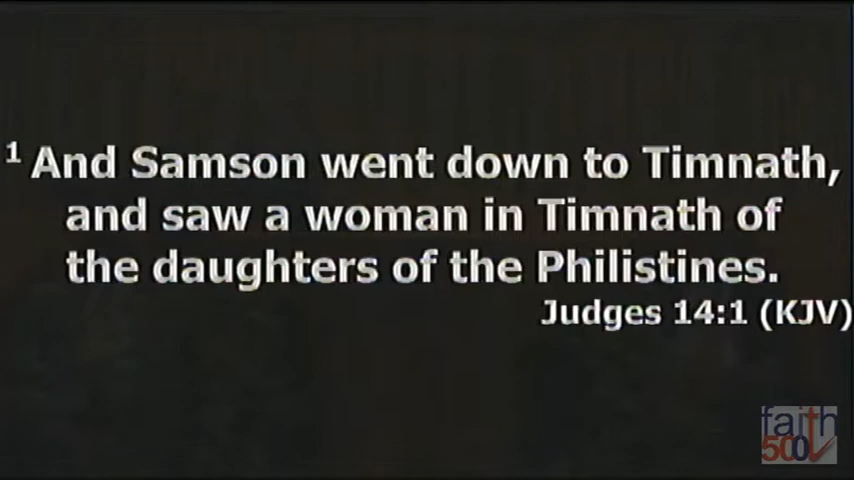 1 And Samson went down to Timnath,
and saw a woman in Timnath of
the daughters of the Philistines.
Judges 14:1 (KJV)
faith
500